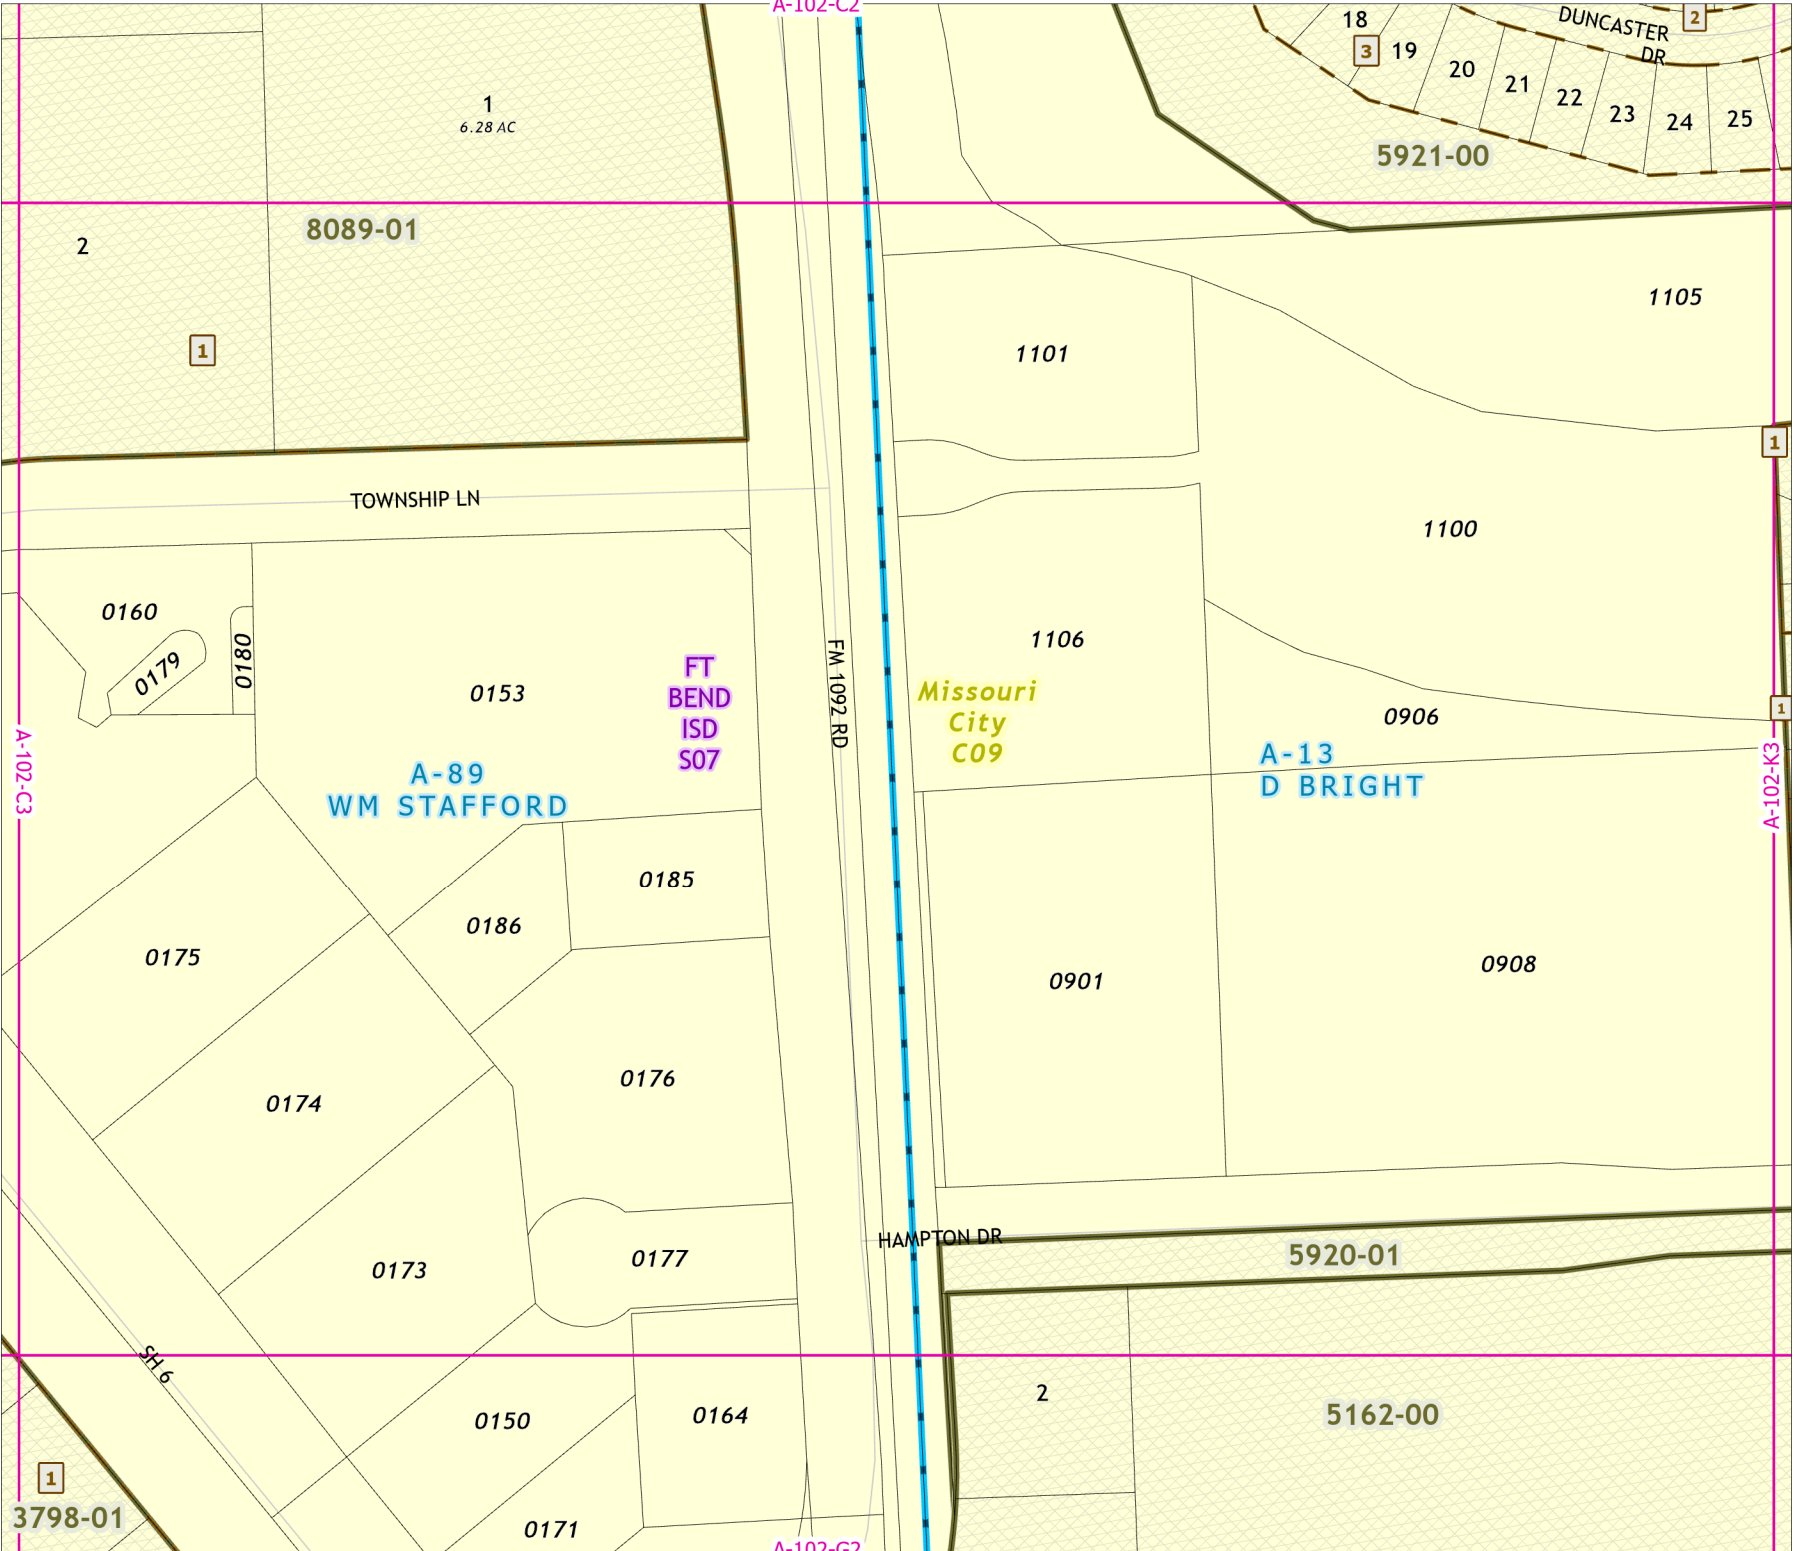 A-102-C2
18
3
19
20
21
22
23
24
25
2
DUNCASTER
DR
1
6.28 AC
5921-00
8089-01
2
1
1105
1101
1
TOWNSHIP LN
1100
0160
0179
0180
0153
FT
BEND
ISD
S07
FM 1092 RD
1106
Missouri
City
C09
0906
1
A-13
D BRIGHT
A-102-K3
A-102-C3
A-89
WM STAFFORD
0185
0186
0175
0901
0908
0176
0174
0173
0177
HAMPTON DR
5920-01
SH 6
0150
0164
2
5162-00
1
3798-01
0171
A-102-G2